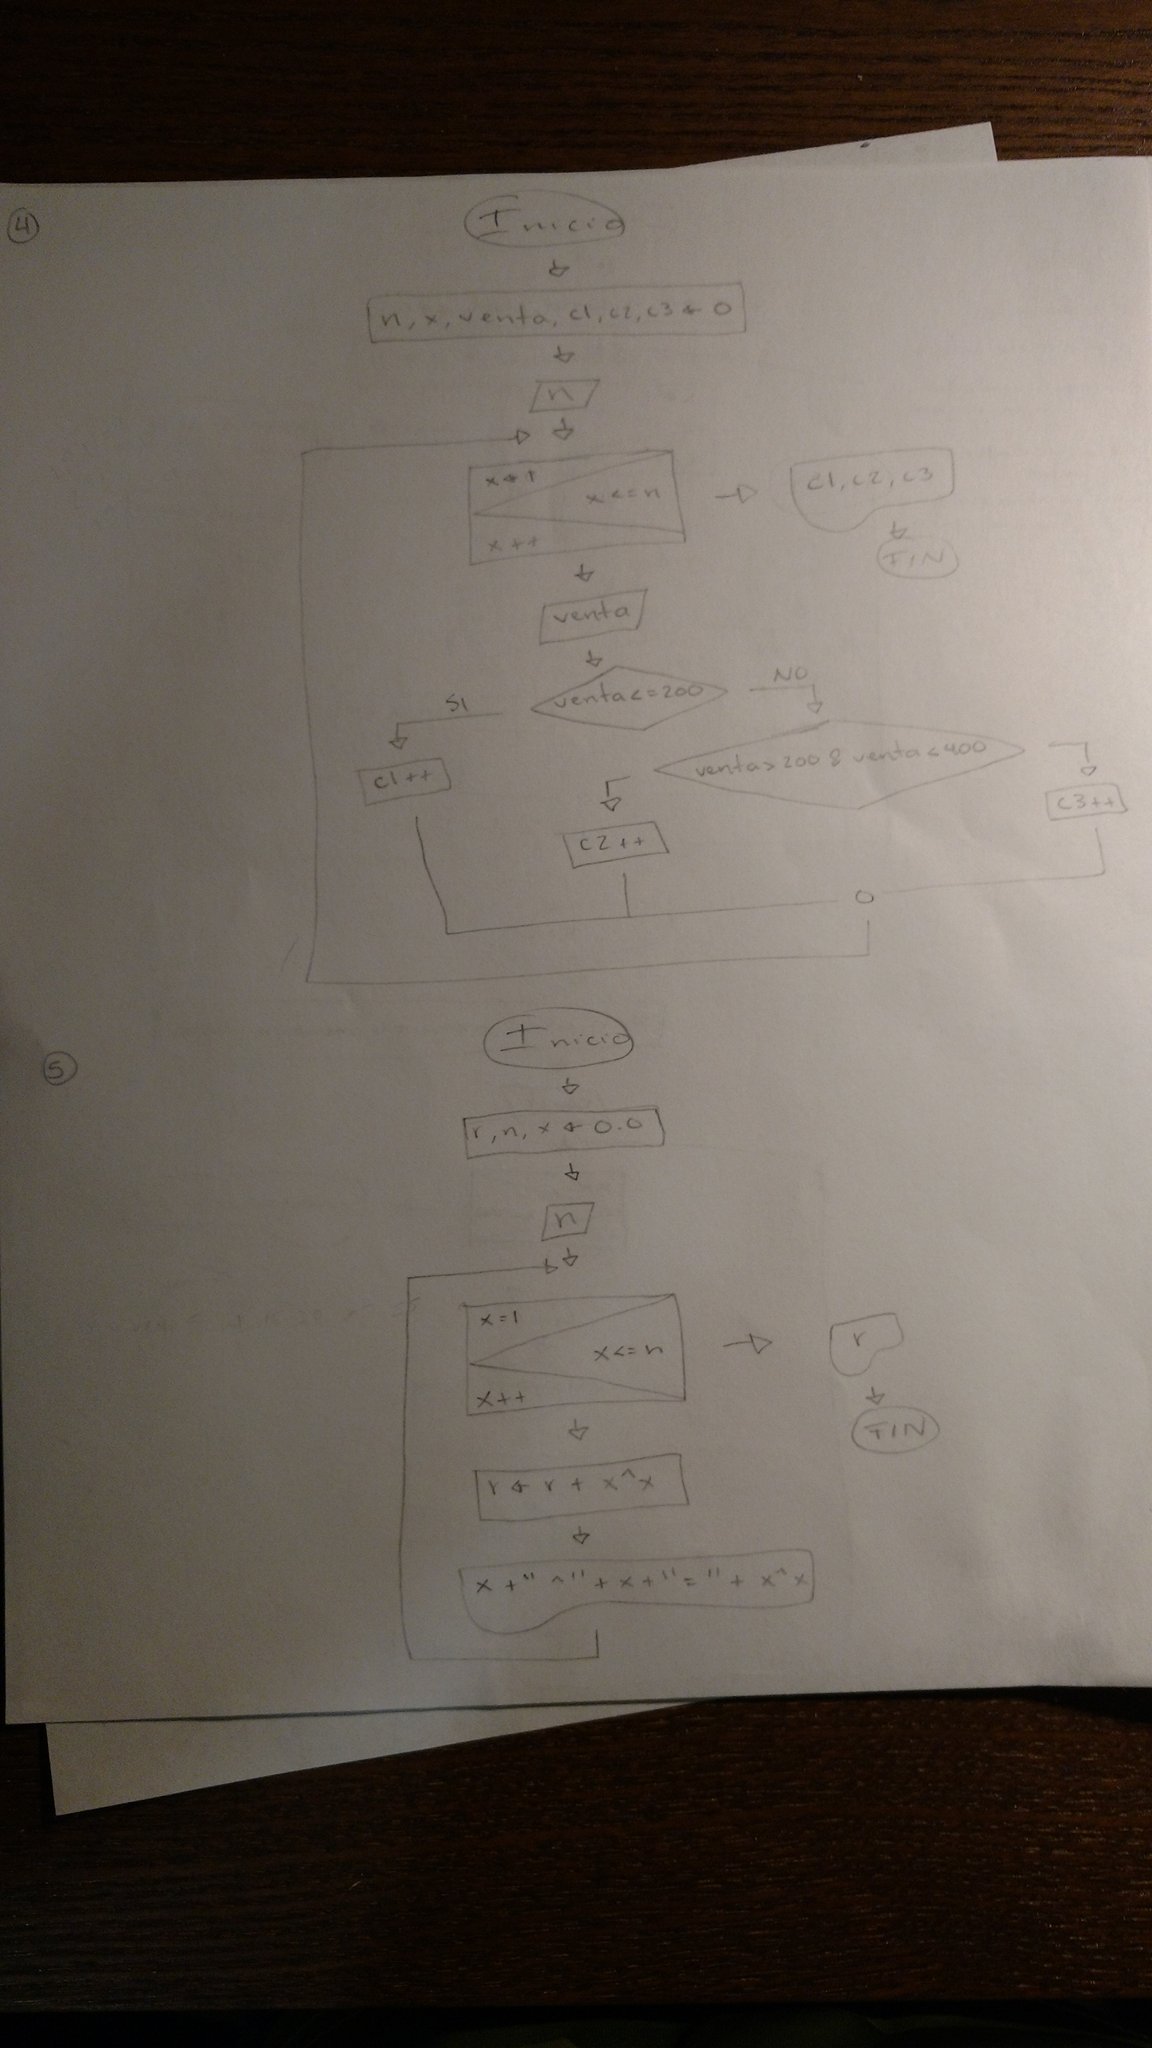 4
Inicio
n, x, venta, c1, c2, c3 ← 0
n
x ← 1
x <= n
x ++
c1, c2, c3
FIN
venta
venta <= 200
SI
NO
venta > 200 & venta < 400
c1 ++
c2 ++
c3 ++
5
Inicio
r, n, x ← 0.0
n
x = 1
x <= n
x ++
r
FIN
r ← r + x^x
x + "^" + x + "=" + x^x